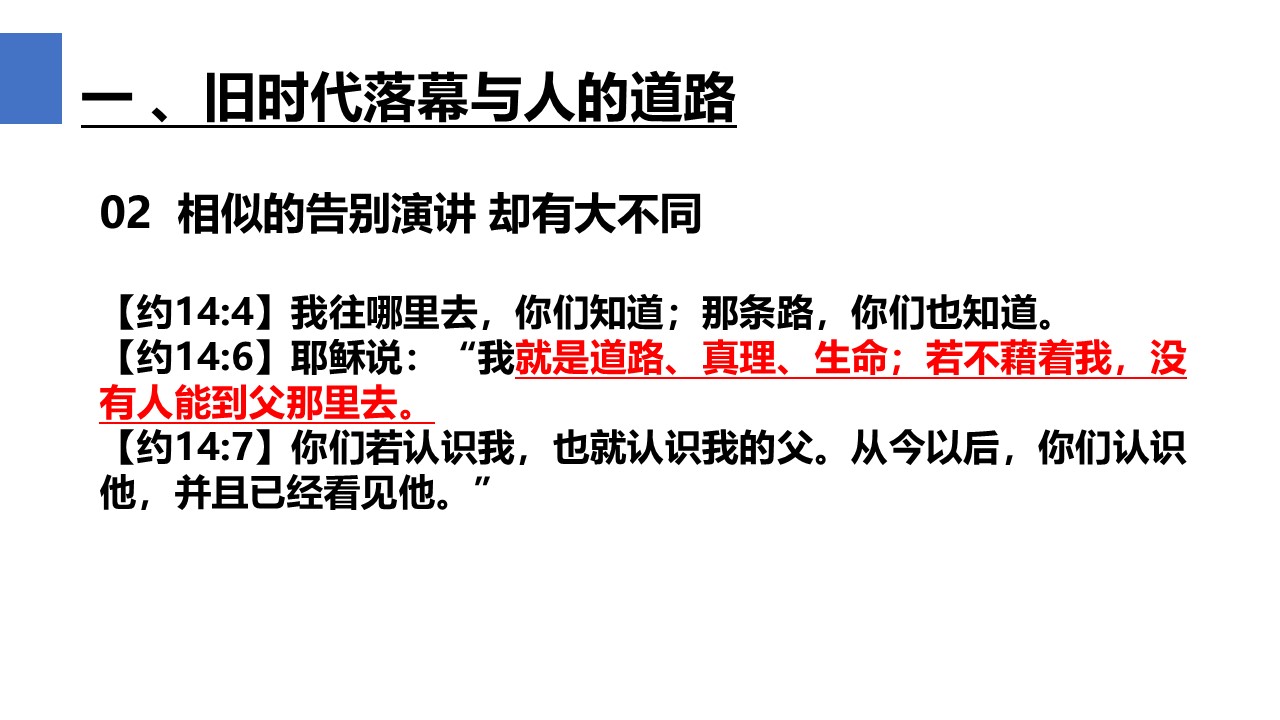 一 、旧时代落幕与人的道路
02 相似的告别演讲 却有大不同
【约14:4】我往哪里去，你们知道；那条路，你们也知道。
【约14:6】耶稣说：“我就是道路、真理、生命；若不藉着我，没
有人能到父那里去。
【约14:7】你们若认识我，也就认识我的父。从今以后，你们认识
他，并且已经看见他。”